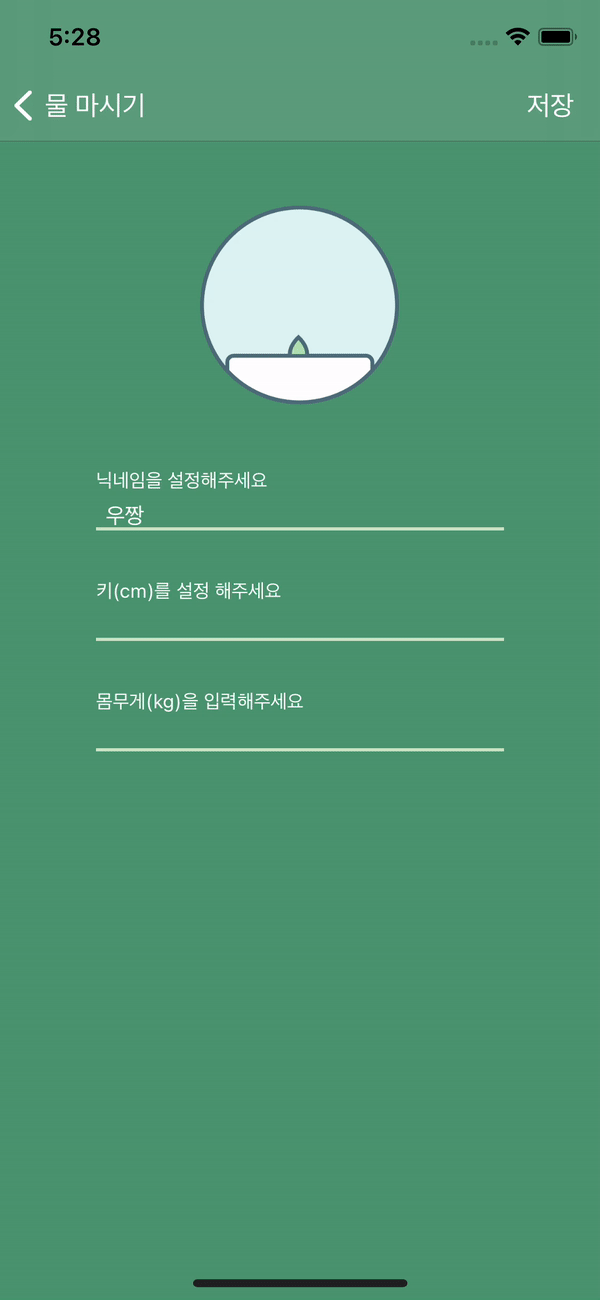 5:28
물 마시기
저장
닉네임을 설정해주세요
우짱
키(cm)를 설정 해주세요
몸무게(kg)을 입력해주세요